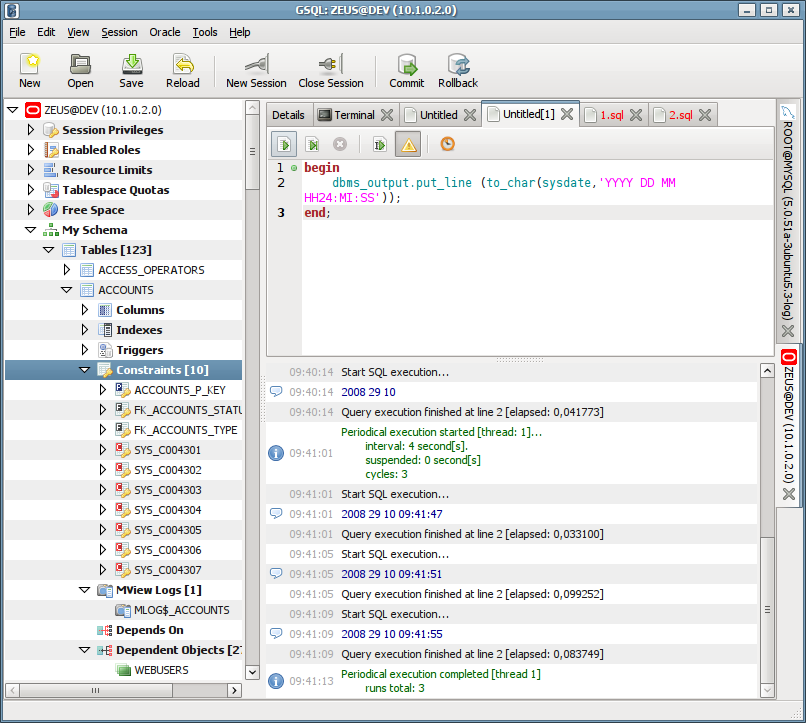 GSQL: ZEUS@DEV (10.1.0.2.0)
File Edit View Session Oracle Tools Help
New Open Save Reload New Session Close Session Commit Rollback
ZEUS@DEV (10.1.0.2.0)
Session Privileges
Enabled Roles
Resource Limits
Tablespace Quotas
Free Space
My Schema
Tables [123]
ACCESS_OPERATORS
ACCOUNTS
Columns
Indexes
Triggers
Constraints [10]
ACCOUNTS_P_KEY
FK_ACCOUNTS_STATU
FK_ACCOUNTS_TYPE
SYS_C004301
SYS_C004302
SYS_C004303
SYS_C004304
SYS_C004305
SYS_C004306
SYS_C004307
MView Logs [1]
MLOG$_ACCOUNTS
Depends On
Dependent Objects [27
WEBUSERS
Details Terminal Untitled Untitled[1] 1.sql 2.sql
1 begin
2 dbms_output.put_line (to_char(sysdate,'YYYY DD MM
HH24:MI:SS'));
3 end;
09:40:14 Start SQL execution...
09:40:14 2008 29 10
09:40:14 Query execution finished at line 2 [elapsed: 0,041773]
09:41:01 Periodical execution started [thread: 1]...
interval: 4 second[s].
suspended: 0 second[s]
cycles: 3
09:41:01 Start SQL execution...
09:41:01 2008 29 10 09:41:47
09:41:01 Query execution finished at line 2 [elapsed: 0,033100]
09:41:05 Start SQL execution...
09:41:05 2008 29 10 09:41:51
09:41:05 Query execution finished at line 2 [elapsed: 0,099252]
09:41:09 Start SQL execution...
09:41:09 2008 29 10 09:41:55
09:41:09 Query execution finished at line 2 [elapsed: 0,083749]
09:41:13 Periodical execution completed [thread 1]
runs total: 3
ROOT@MYSQL (5.0.51a-3ubuntu5.3-log)
ZEUS@DEV (10.1.0.2.0)